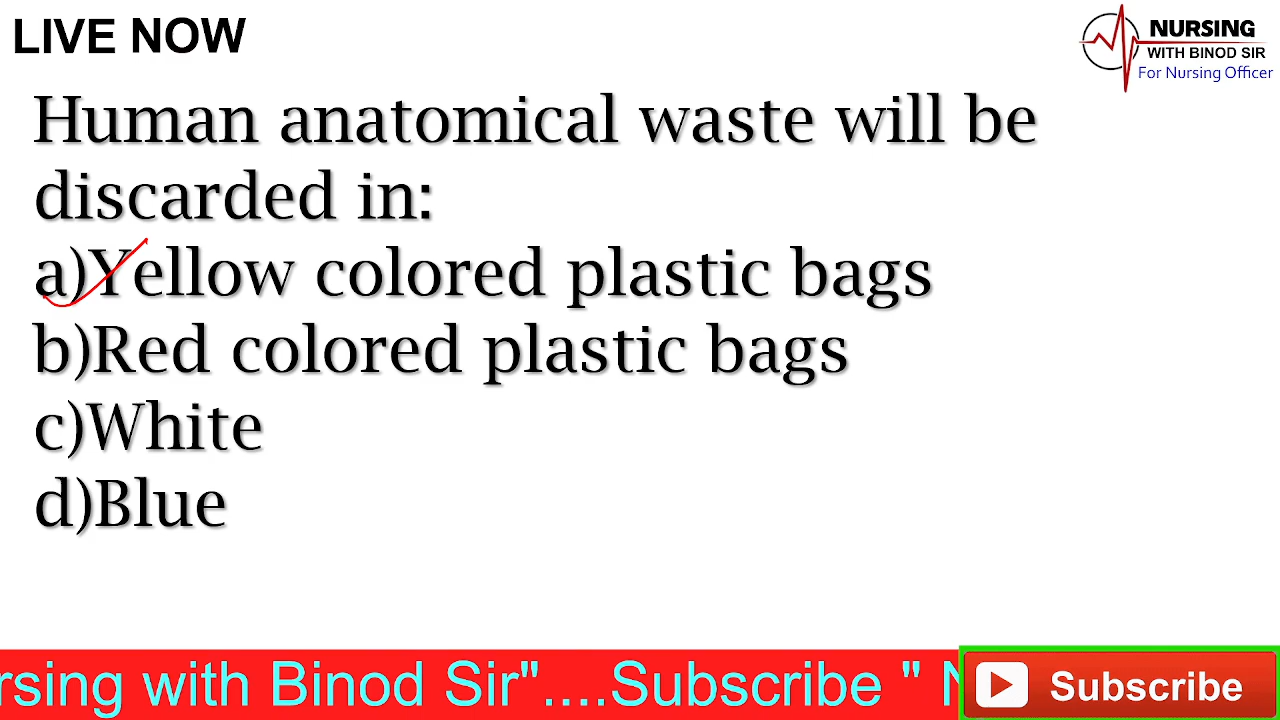 LIVE NOW
NURSING
WITH BINOD SIR
For Nursing Officer
Human anatomical waste will be
discarded in:
a)Yellow colored plastic bags
b)Red colored plastic bags
c)White
d)Blue
rsing with Binod Sir"....Subscribe " N
Subscribe